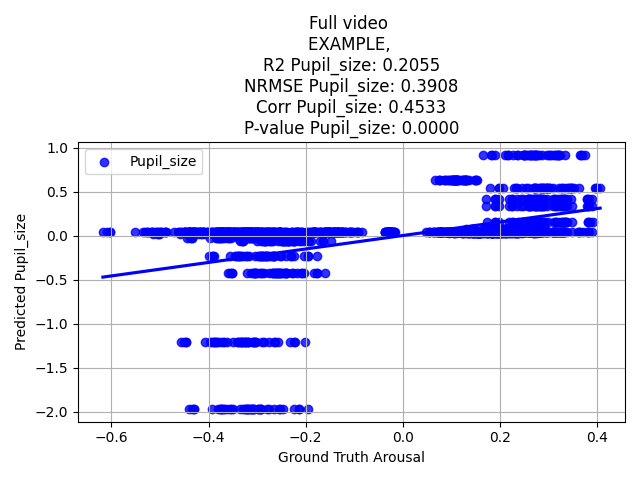 Full video
EXAMPLE,
R2 Pupil_size: 0.2055
NRMSE Pupil_size: 0.3908
Corr Pupil_size: 0.4533
P-value Pupil_size: 0.0000
Pupil_size
Predicted Pupil_size
1.0
0.5
0.0
−0.5
−1.0
−1.5
−2.0
−0.6
−0.4
−0.2
0.0
0.2
0.4
Ground Truth Arousal